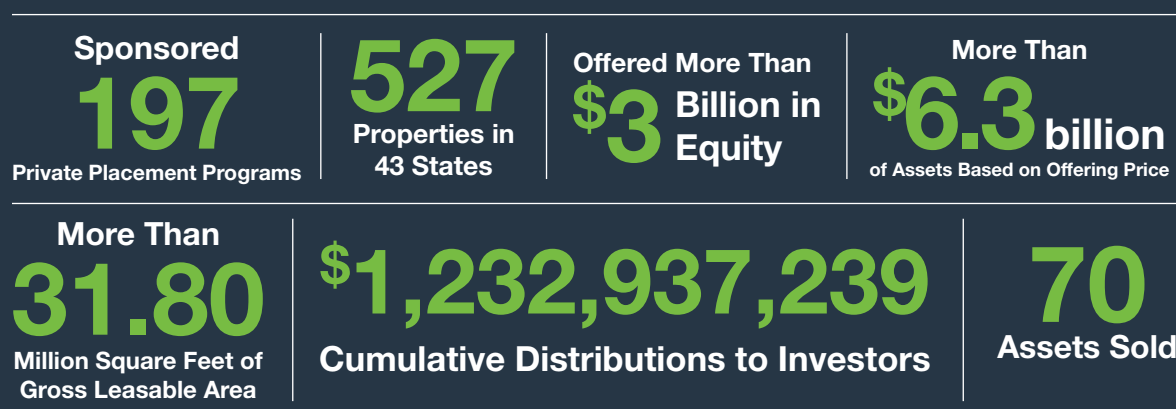 Sponsored
197
Private Placement Programs
527
Properties in
43 States
Offered More Than
$3 Billion in
Equity
More Than
$6.3 billion
of Assets Based on Offering Price
More Than
31.80
Million Square Feet of
Gross Leasable Area
$1,232,937,239
Cumulative Distributions to Investors
70
Assets Sold